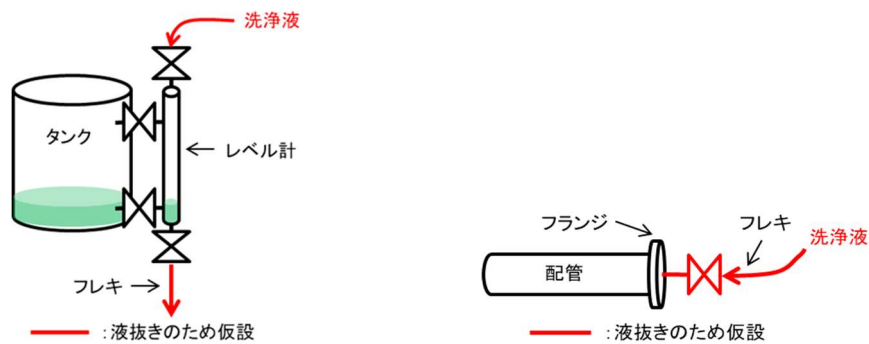 洗浄液
タンク
レベル計
フレキ
:液抜きのため仮設
フランジ
フレキ
洗浄液
配管
:液抜きのため仮設